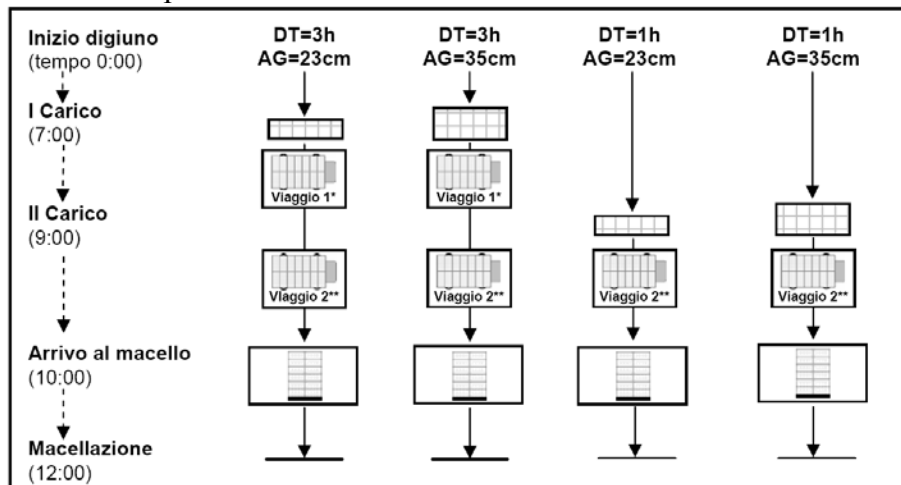 Inizio digiuno
(tempo 0:00)
DT=3h
AG=23cm
DT=3h
AG=35cm
DT=1h
AG=23cm
DT=1h
AG=35cm
I Carico
(7:00)
Viaggio 1*
Viaggio 1*
II Carico
(9:00)
Viaggio 2**
Viaggio 2**
Viaggio 2**
Viaggio 2**
Arrivo al macello
(10:00)
Macellazione
(12:00)